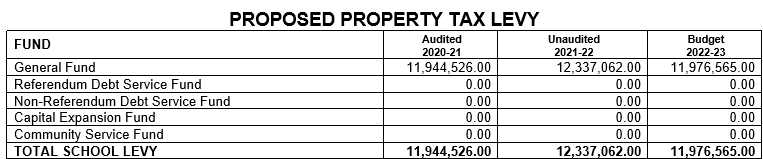 PROPOSED PROPERTY TAX LEVY
FUND Audited 2020-21 Unaudited 2021-22 Budget 2022-23
General Fund 11,944,526.00 12,337,062.00 11,976,565.00
Referendum Debt Service Fund 0.00 0.00 0.00
Non-Referendum Debt Service Fund 0.00 0.00 0.00
Capital Expansion Fund 0.00 0.00 0.00
Community Service Fund 0.00 0.00 0.00
TOTAL SCHOOL LEVY 11,944,526.00 12,337,062.00 11,976,565.00